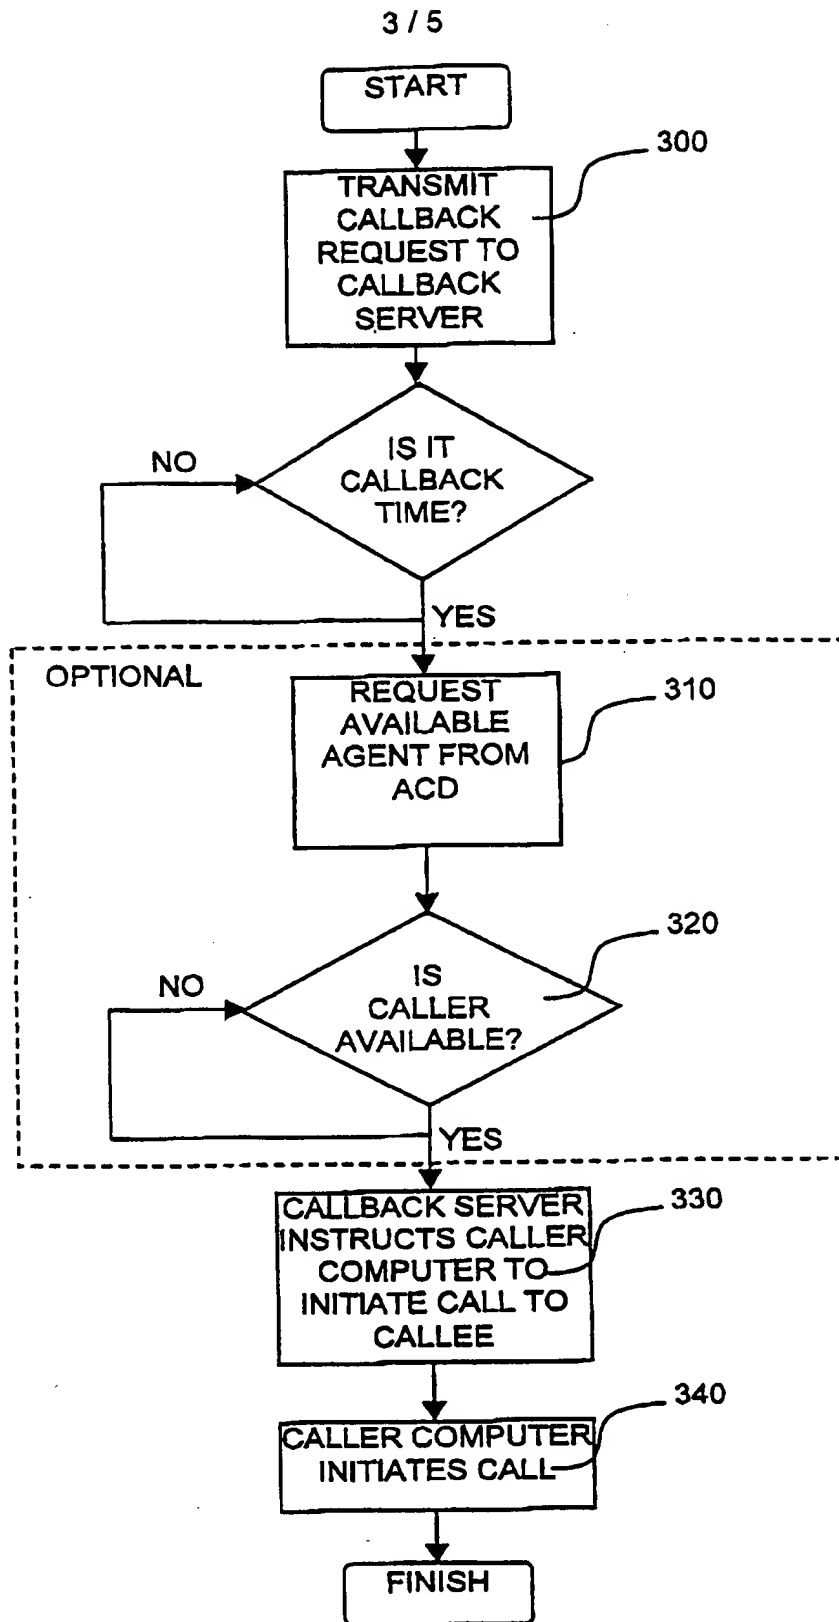 3 / 5
START
300
TRANSMIT
CALLBACK
REQUEST TO
CALLBACK
SERVER
IS IT
CALLBACK
TIME?
NO
YES
OPTIONAL
REQUEST
AVAILABLE
AGENT FROM
ACD
310
320
IS
CALLER
AVAILABLE?
NO
YES
CALLBACK SERVER
INSTRUCTS CALLER
COMPUTER TO
INITIATE CALL TO
CALLEE
330
340
CALLER COMPUTER
INITIATES CALL
FINISH